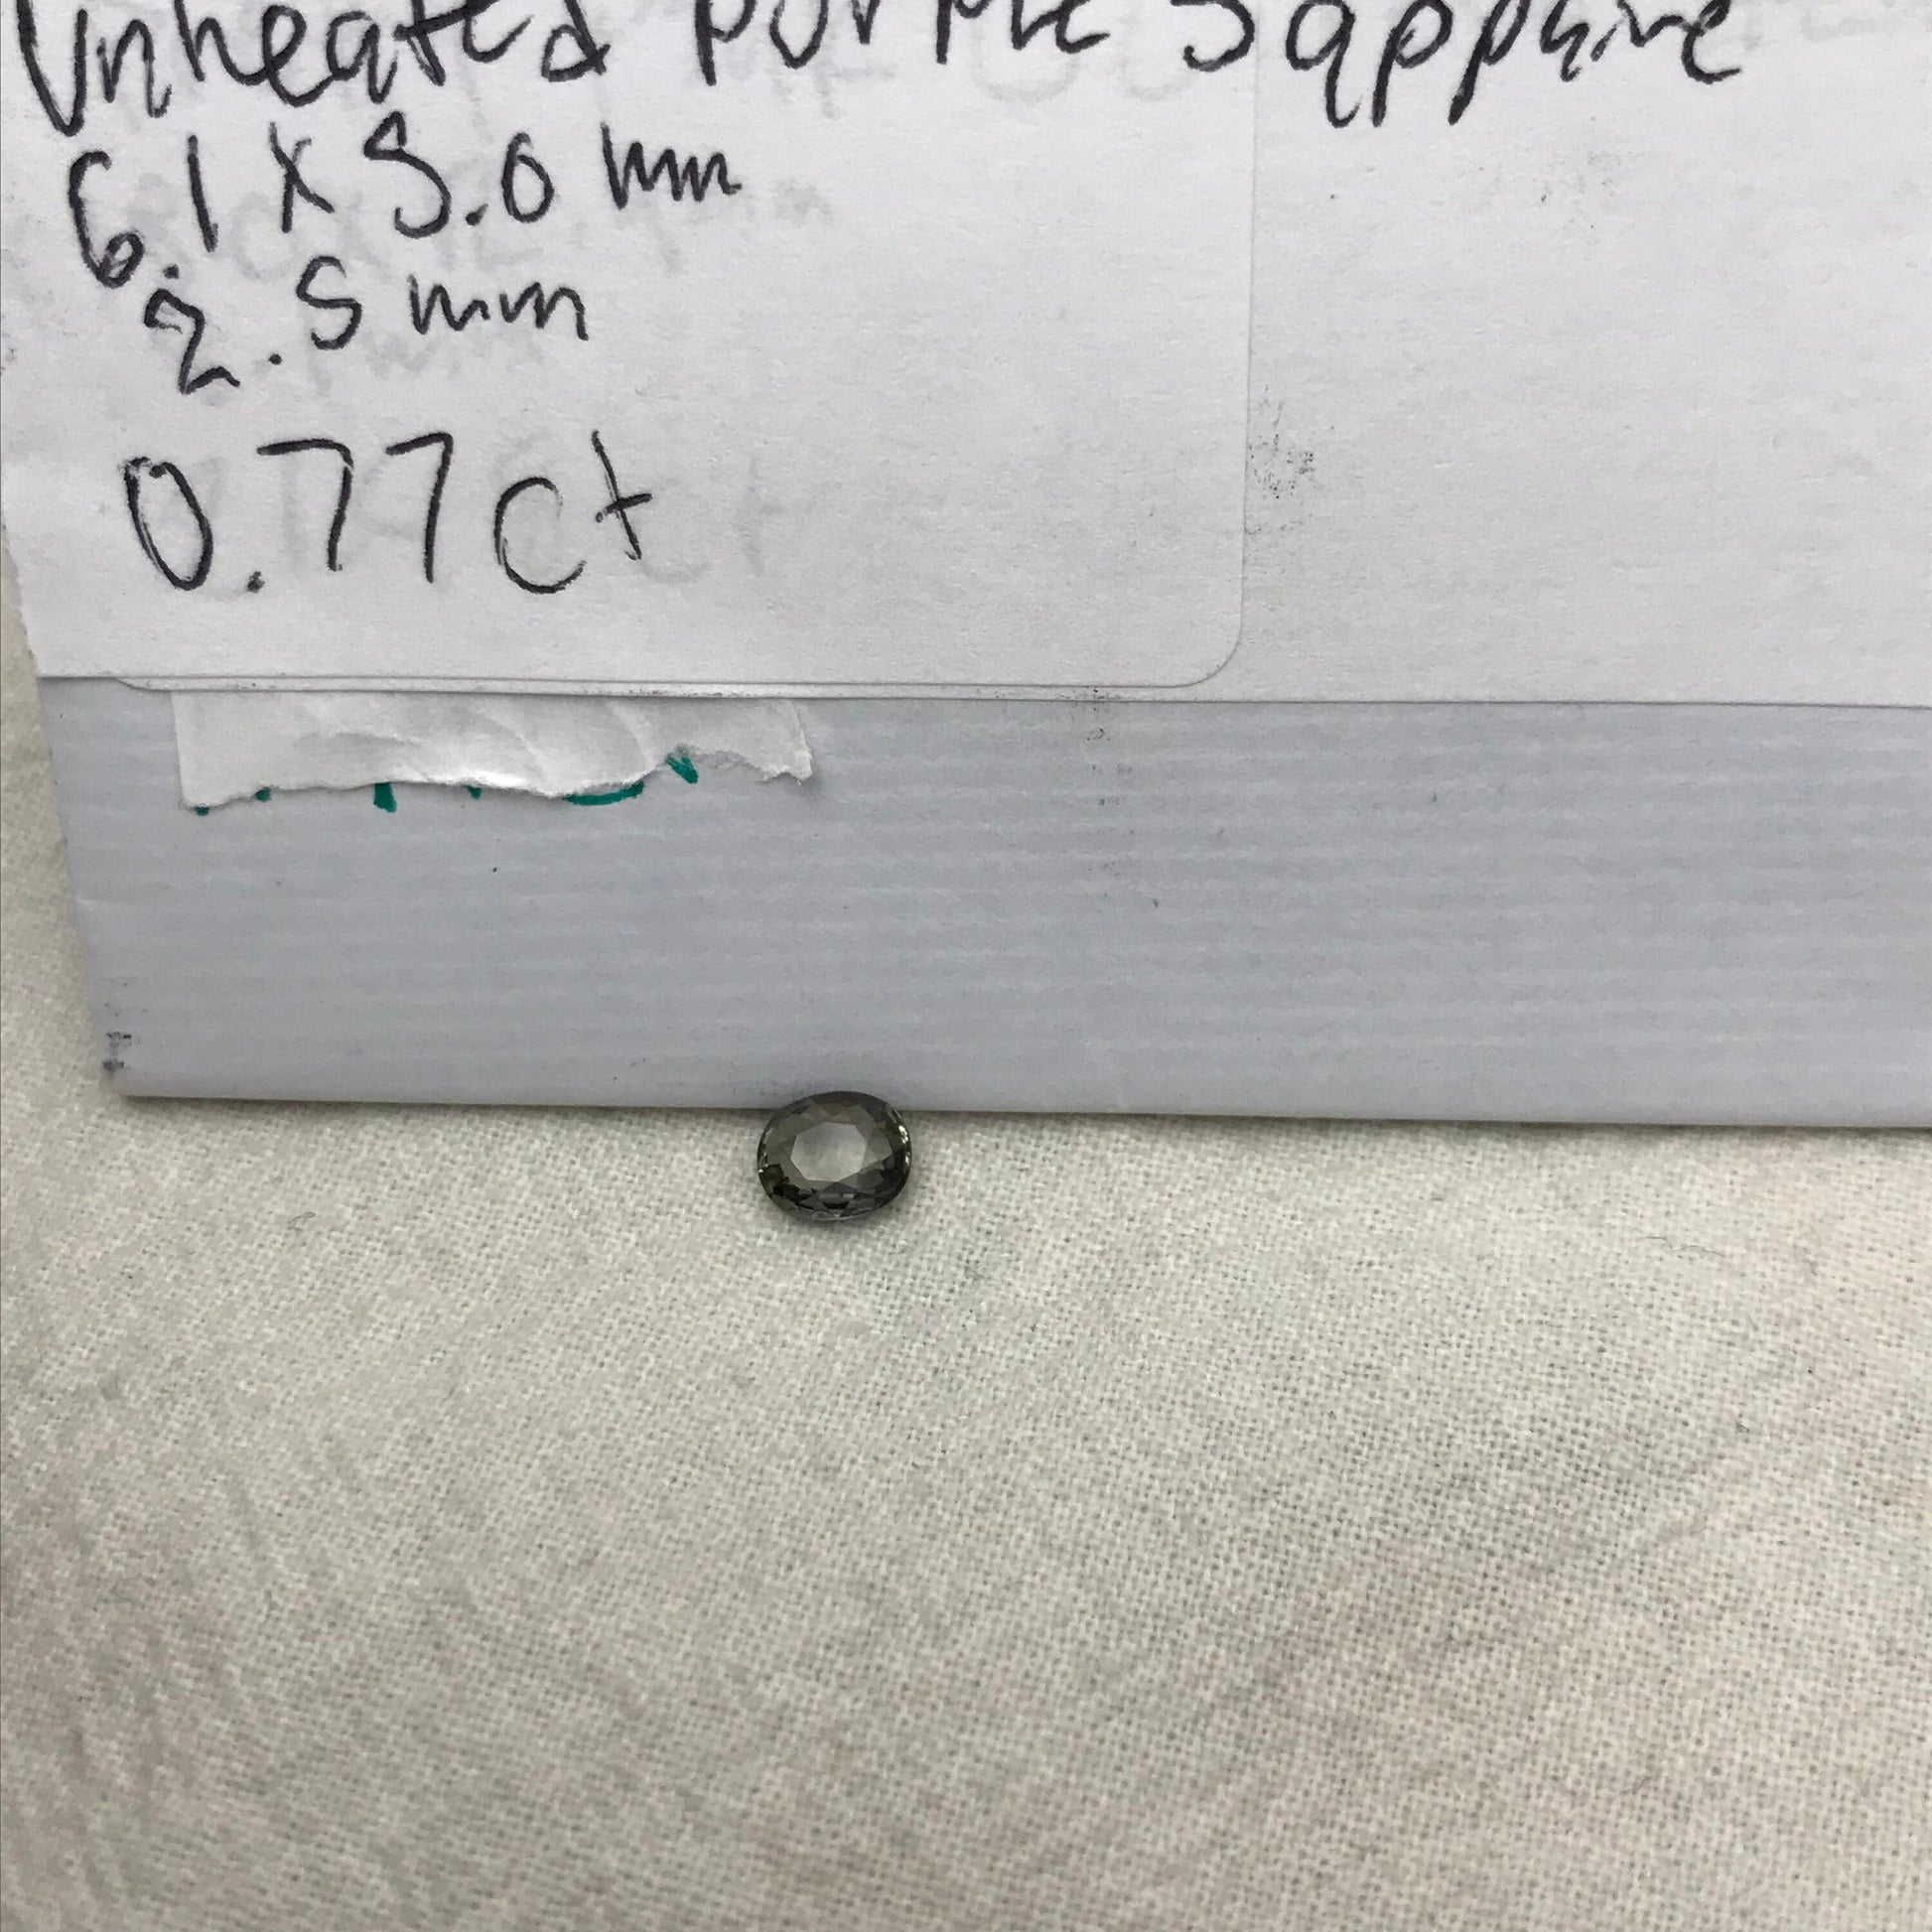 Unheated purple Sapphire
6.1 x 5.0 mm
2.5 mm
0.77ct